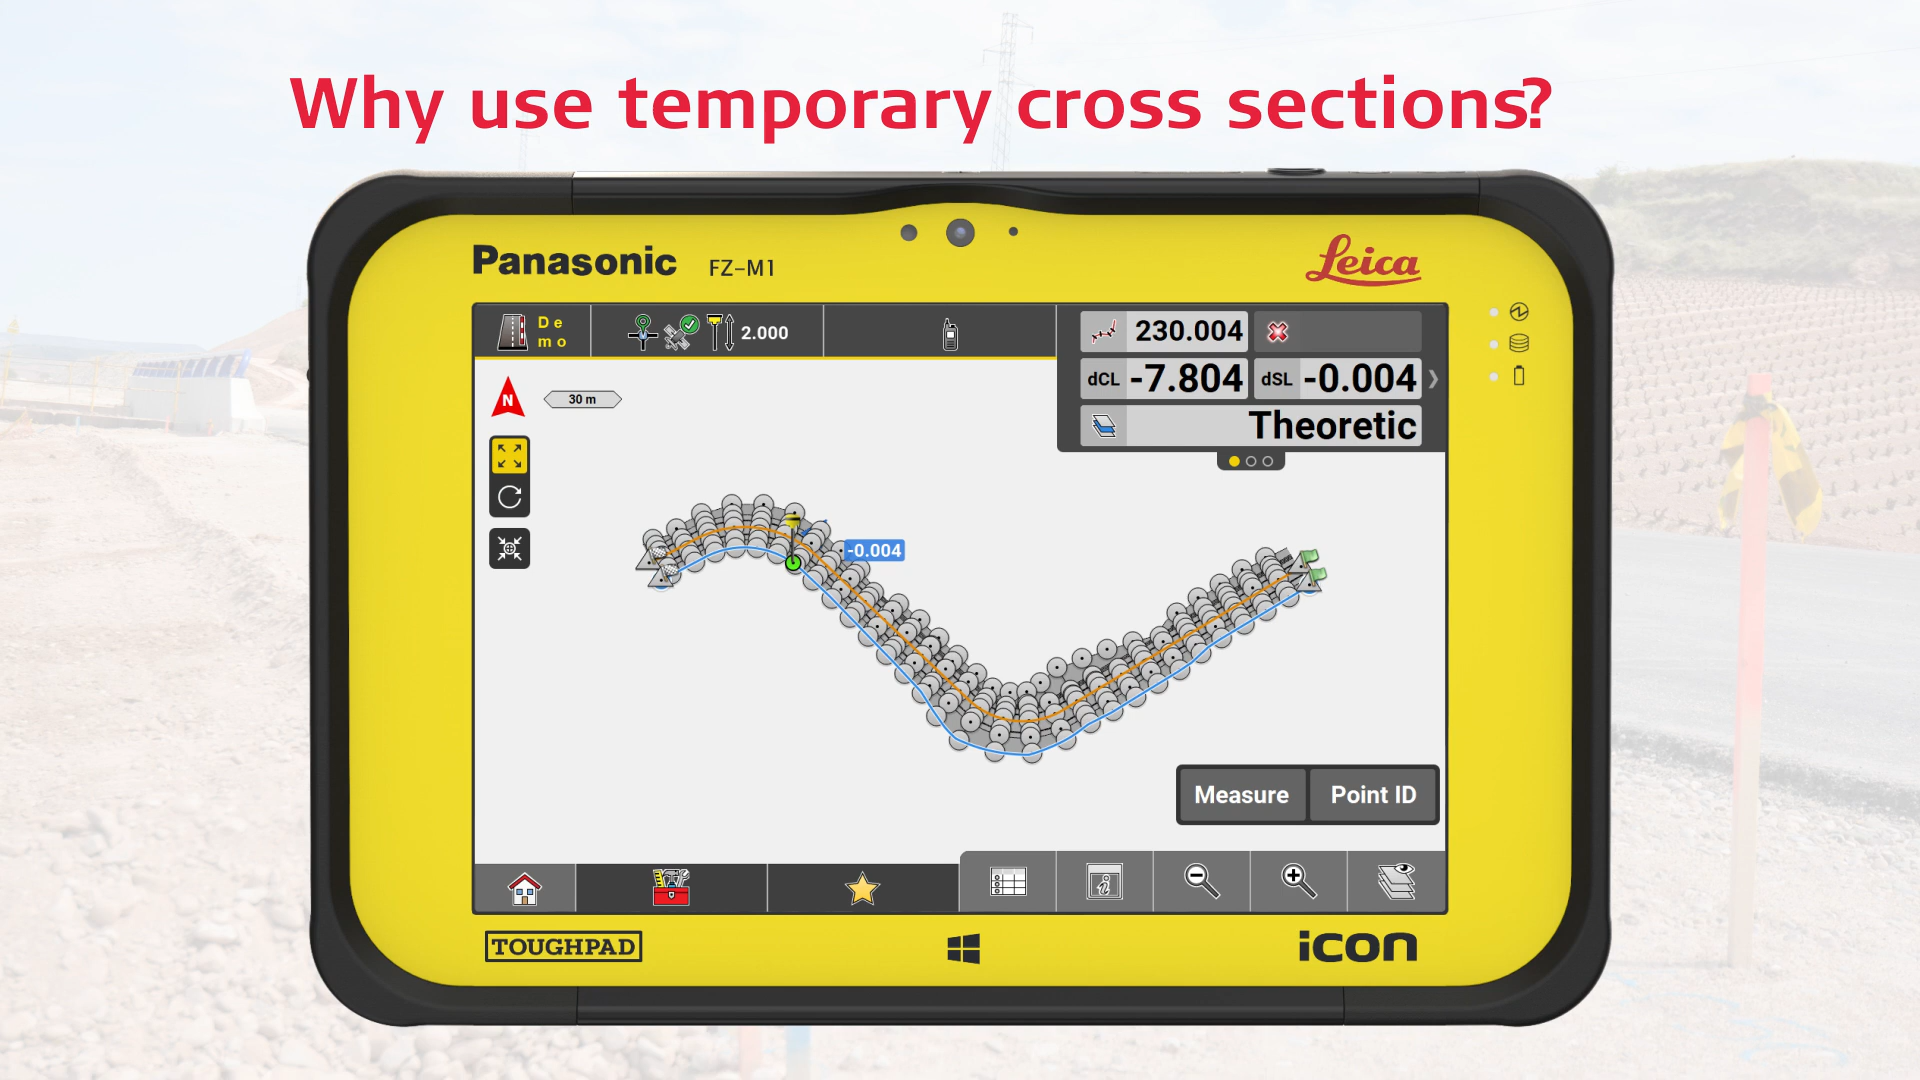 Why use temporary cross sections?
Panasonic FZ-M1 Leica
De
mo
2.000
230.004
dCL -7.804 dSL -0.004
Theoretic
N
30 m
-0.004
Measure Point ID
TOUGHPAD icon